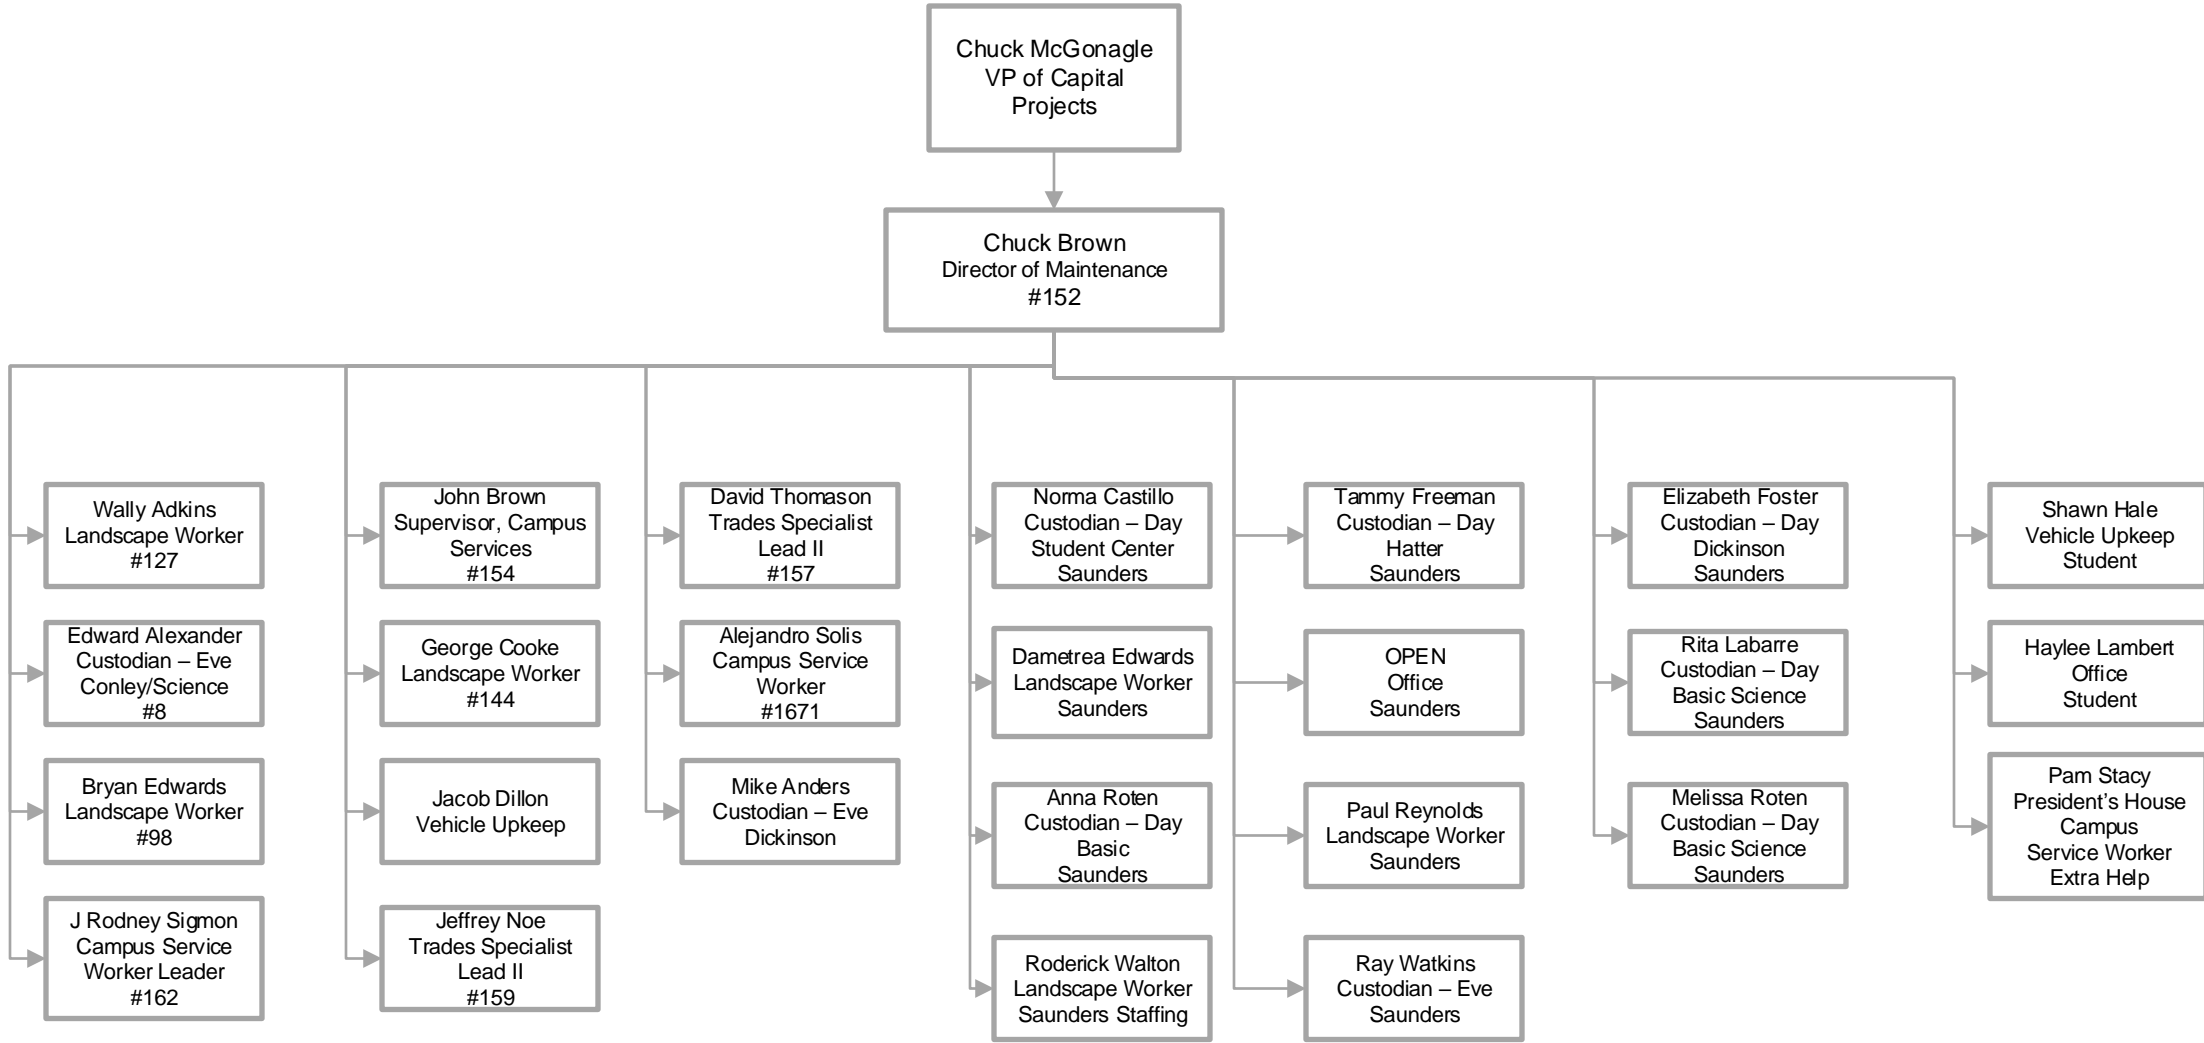 Chuck McGonagle
VP of Capital
Projects
Chuck Brown
Director of Maintenance
#152
Wally Adkins
Landscape Worker
#127
Edward Alexander
Custodian – Eve
Conley/Science
#8
Bryan Edwards
Landscape Worker
#98
J Rodney Sigmon
Campus Service
Worker Leader
#162
John Brown
Supervisor, Campus
Services
#154
George Cooke
Landscape Worker
#144
Jacob Dillon
Vehicle Upkeep
Jeffrey Noe
Trades Specialist
Lead II
#159
David Thomason
Trades Specialist
Lead II
#157
Alejandro Solis
Campus Service
Worker
#1671
Mike Anders
Custodian – Eve
Dickinson
Norma Castillo
Custodian – Day
Student Center
Saunders
Dametrea Edwards
Landscape Worker
Saunders
Anna Roten
Custodian – Day
Basic
Saunders
Roderick Walton
Landscape Worker
Saunders Staffing
Tammy Freeman
Custodian – Day
Hatter
Saunders
OPEN
Office
Saunders
Paul Reynolds
Landscape Worker
Saunders
Ray Watkins
Custodian – Eve
Saunders
Elizabeth Foster
Custodian – Day
Dickinson
Saunders
Rita Labarre
Custodian – Day
Basic Science
Saunders
Melissa Roten
Custodian – Day
Basic Science
Saunders
Shawn Hale
Vehicle Upkeep
Student
Haylee Lambert
Office
Student
Pam Stacy
President’s House
Campus
Service Worker
Extra Help